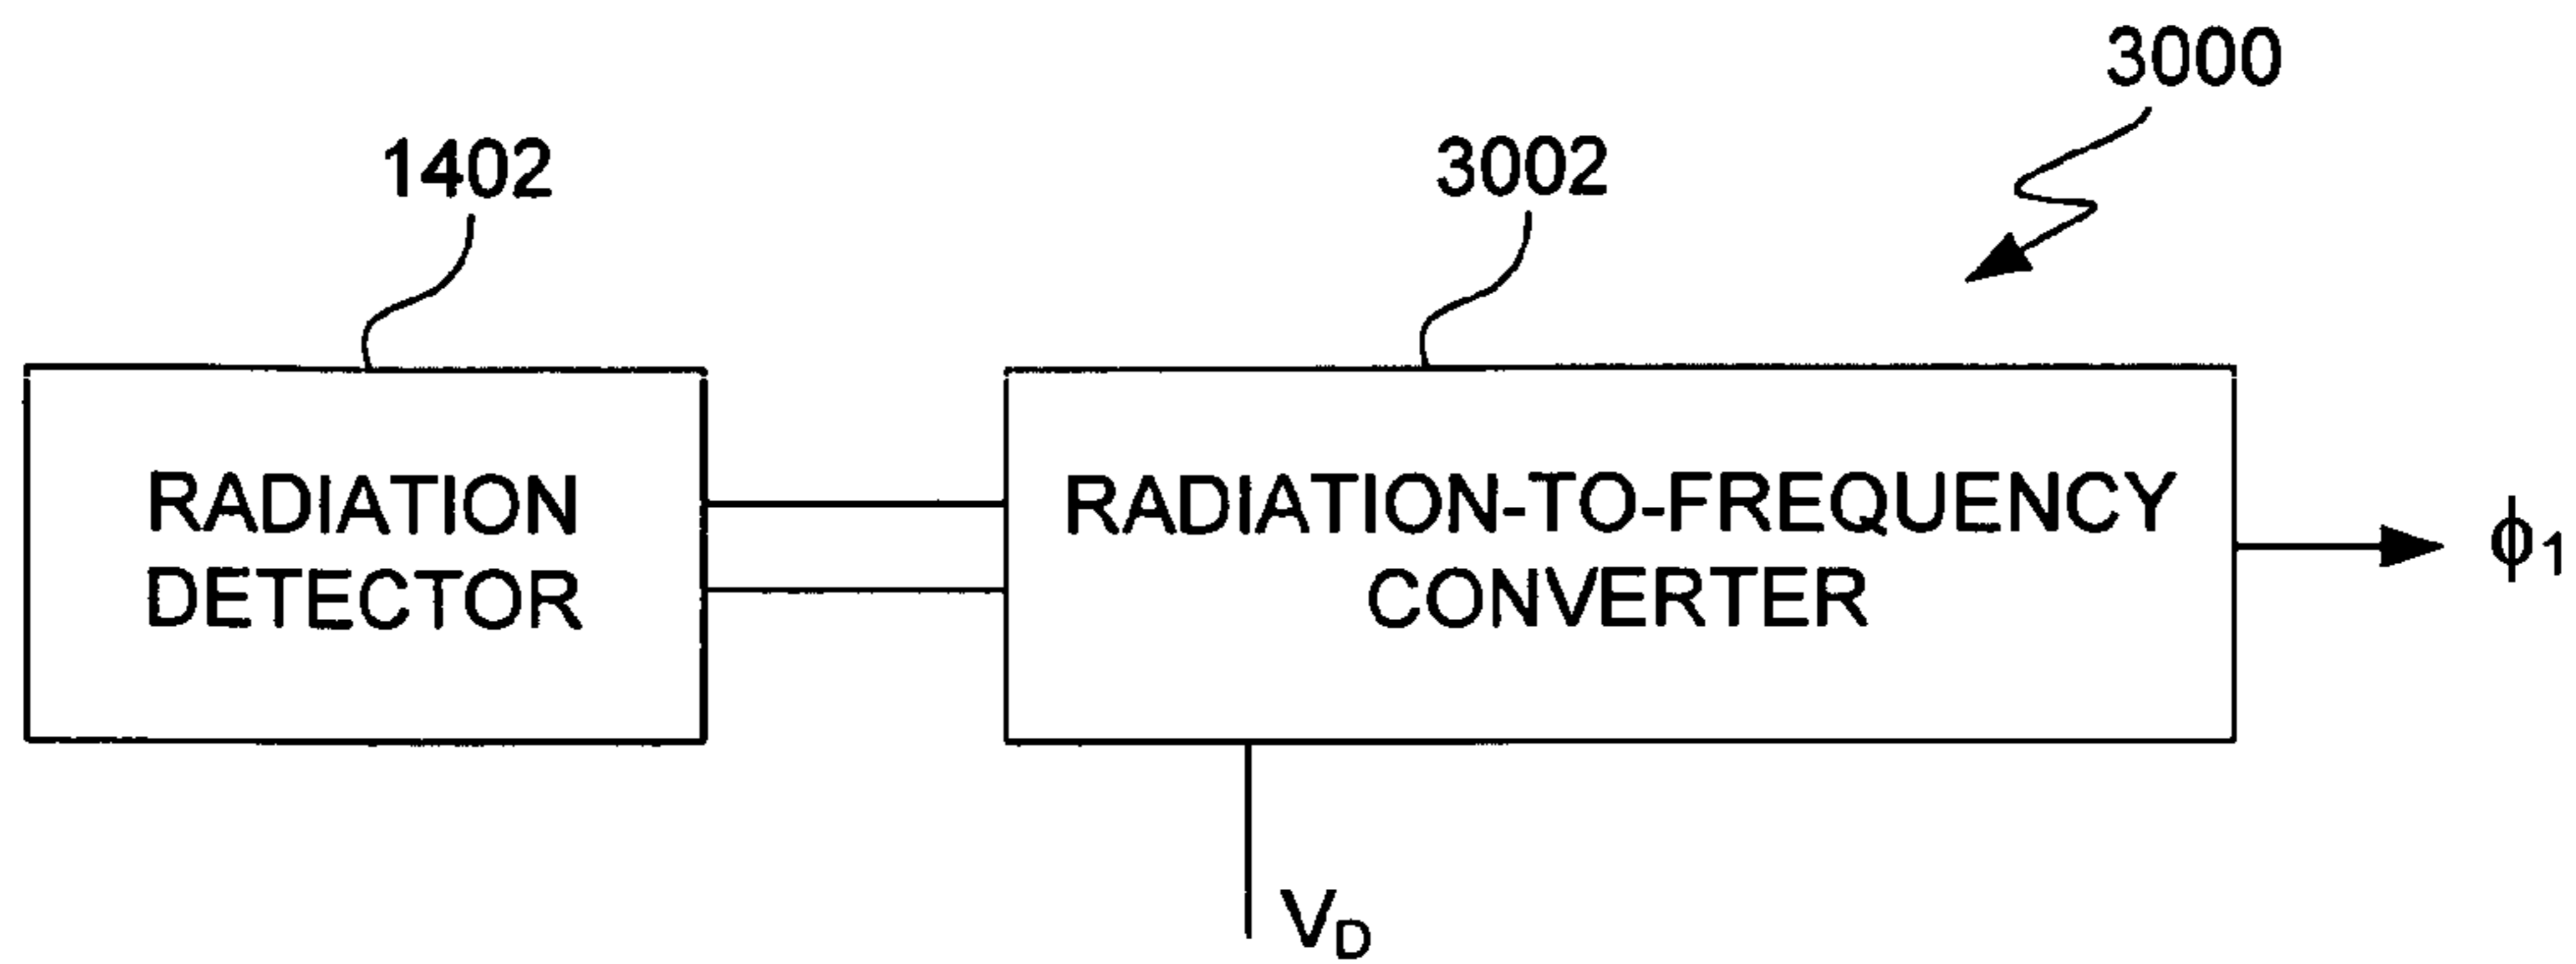 3000
1402
3002
RADIATION
DETECTOR
RADIATION-TO-FREQUENCY
CONVERTER
ϕ1
VD